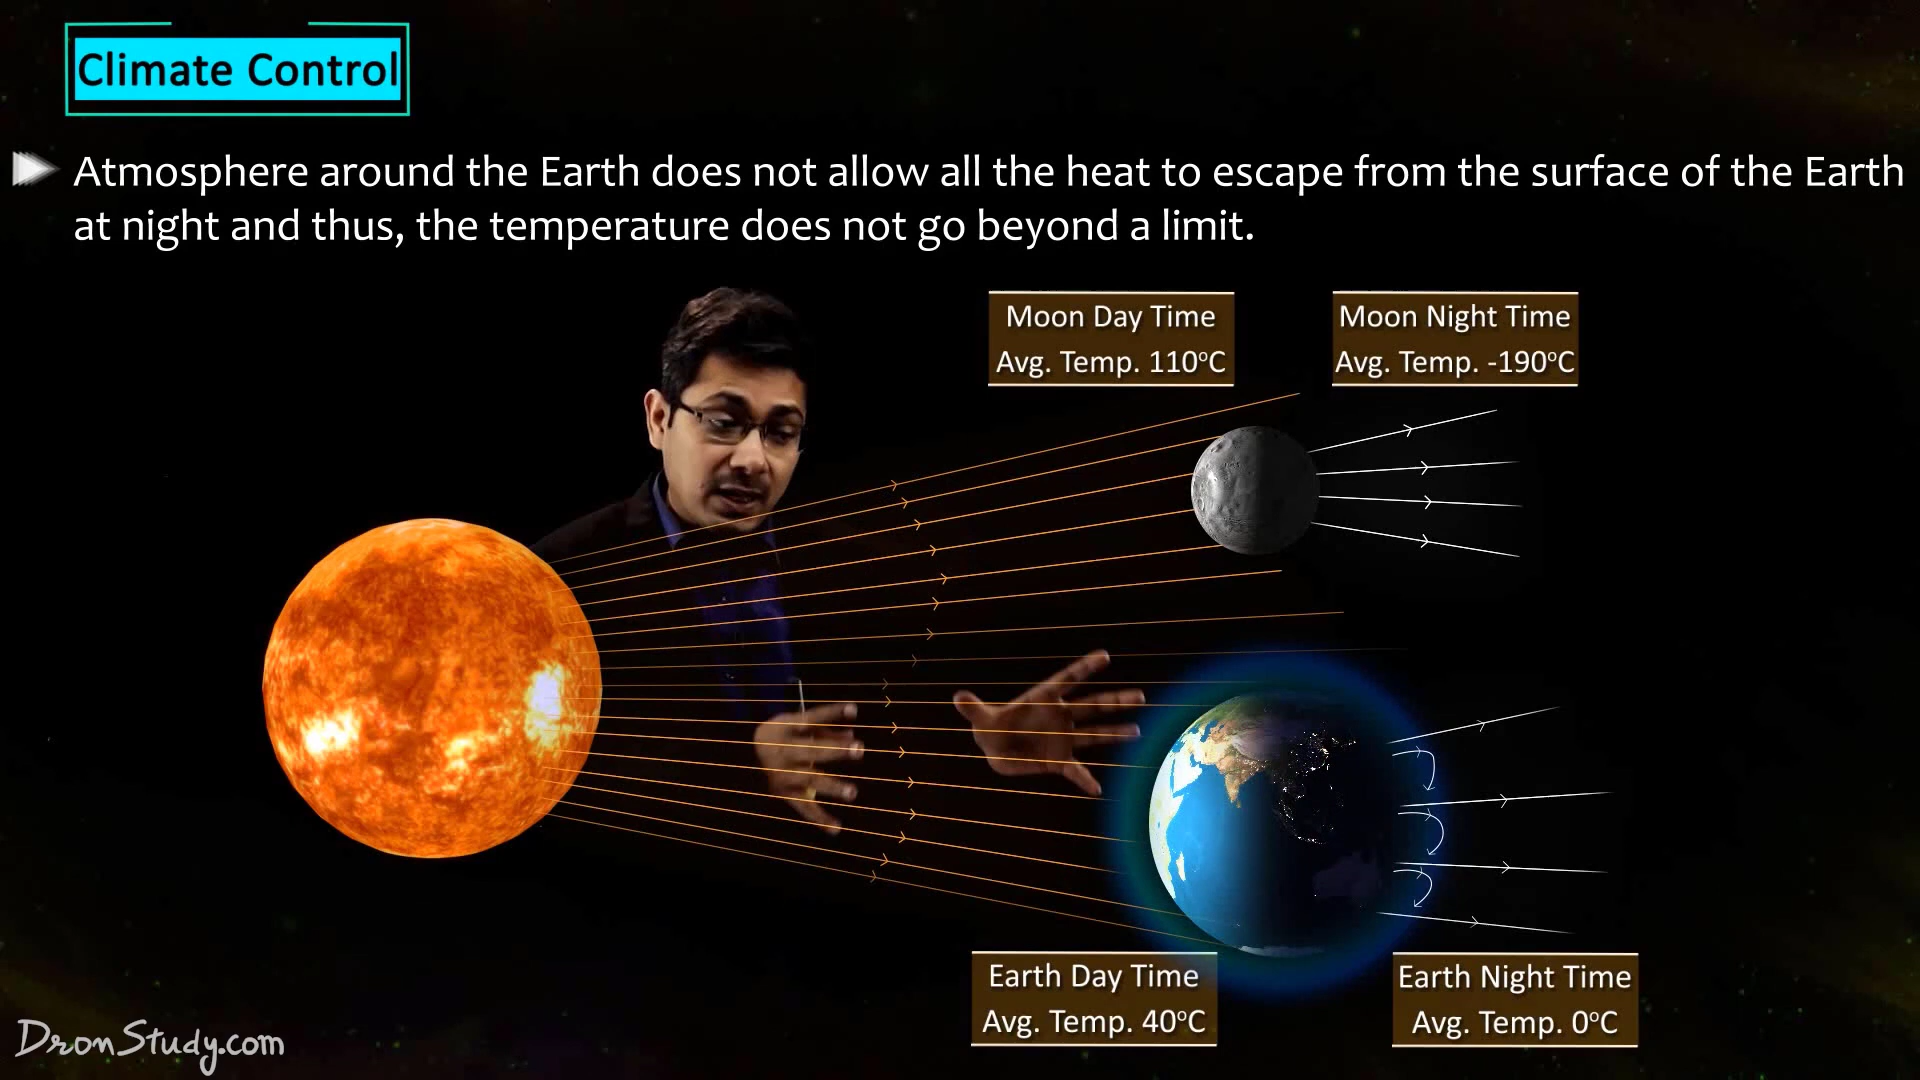 Climate Control
Atmosphere around the Earth does not allow all the heat to escape from the surface of the Earth
at night and thus, the temperature does not go beyond a limit.
Moon Day Time
Avg. Temp. 110°C
Moon Night Time
Avg. Temp. -190°C
Earth Day Time
Avg. Temp. 40°C
Earth Night Time
Avg. Temp. 0°C
DronStudy.com